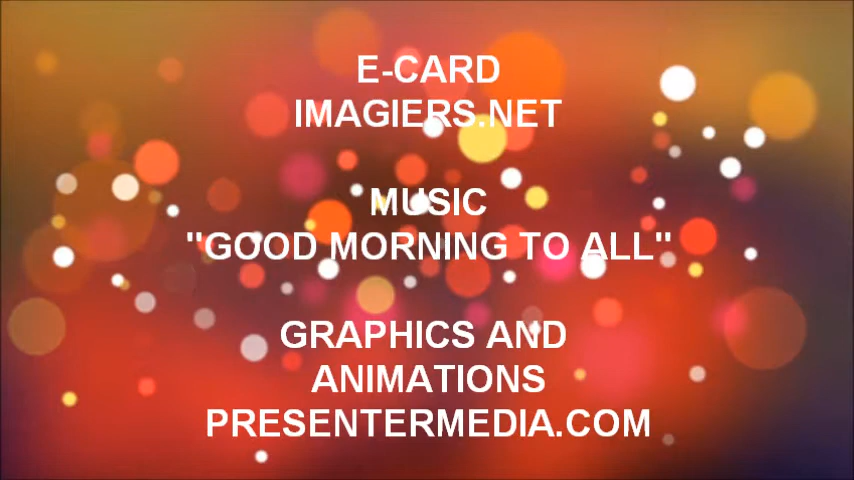 E-CARD
IMAGIERS.NET
MUSIC
"GOOD MORNING TO ALL"
GRAPHICS AND
ANIMATIONS
PRESENTERMEDIA.COM